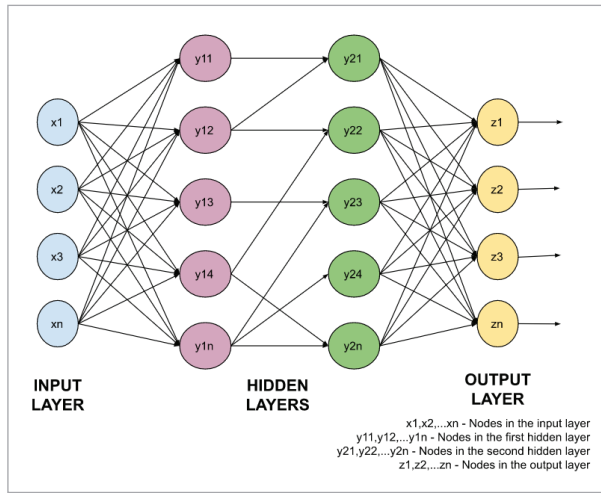 y11
y21
x1
y12
y22
z1
x2
y13
y23
z2
x3
y14
y24
z3
xn
y1n
y2n
zn
INPUT
LAYER
HIDDEN
LAYERS
OUTPUT
LAYER
x1,x2,...xn - Nodes in the input layer
y11,y12,...y1n - Nodes in the first hidden layer
y21,y22,...y2n - Nodes in the second hidden layer
z1,z2,...zn - Nodes in the output layer